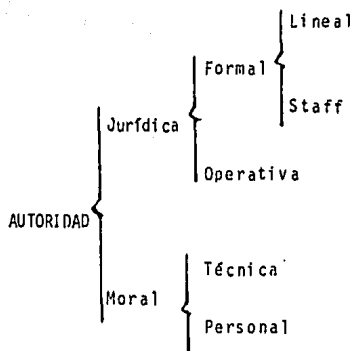 Lineal
Formal
Staff
Jurídica
Operativa
AUTORIDAD
Técnica
Moral
Personal